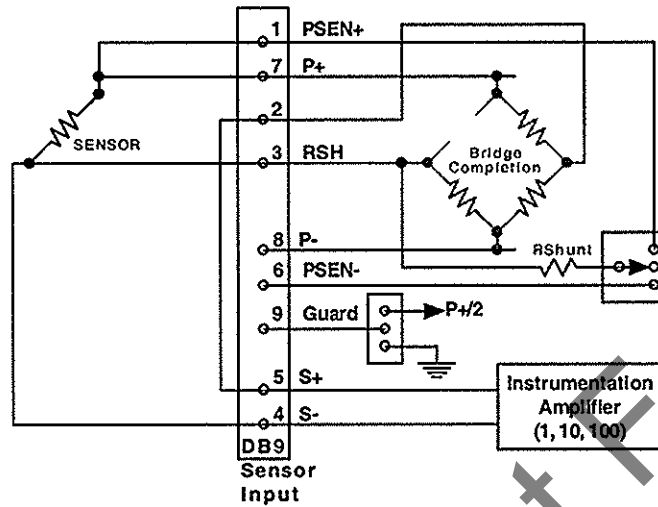 1 PSEN+
7 P+
2
SENSOR
3 RSH
Bridge
Completion
8 P-
RShunt
6 PSEN-
9 Guard
P+/2
5 S+
4 S-
Instrumentation
Amplifier
(1, 10, 100)
DB9
Sensor
Input
t F